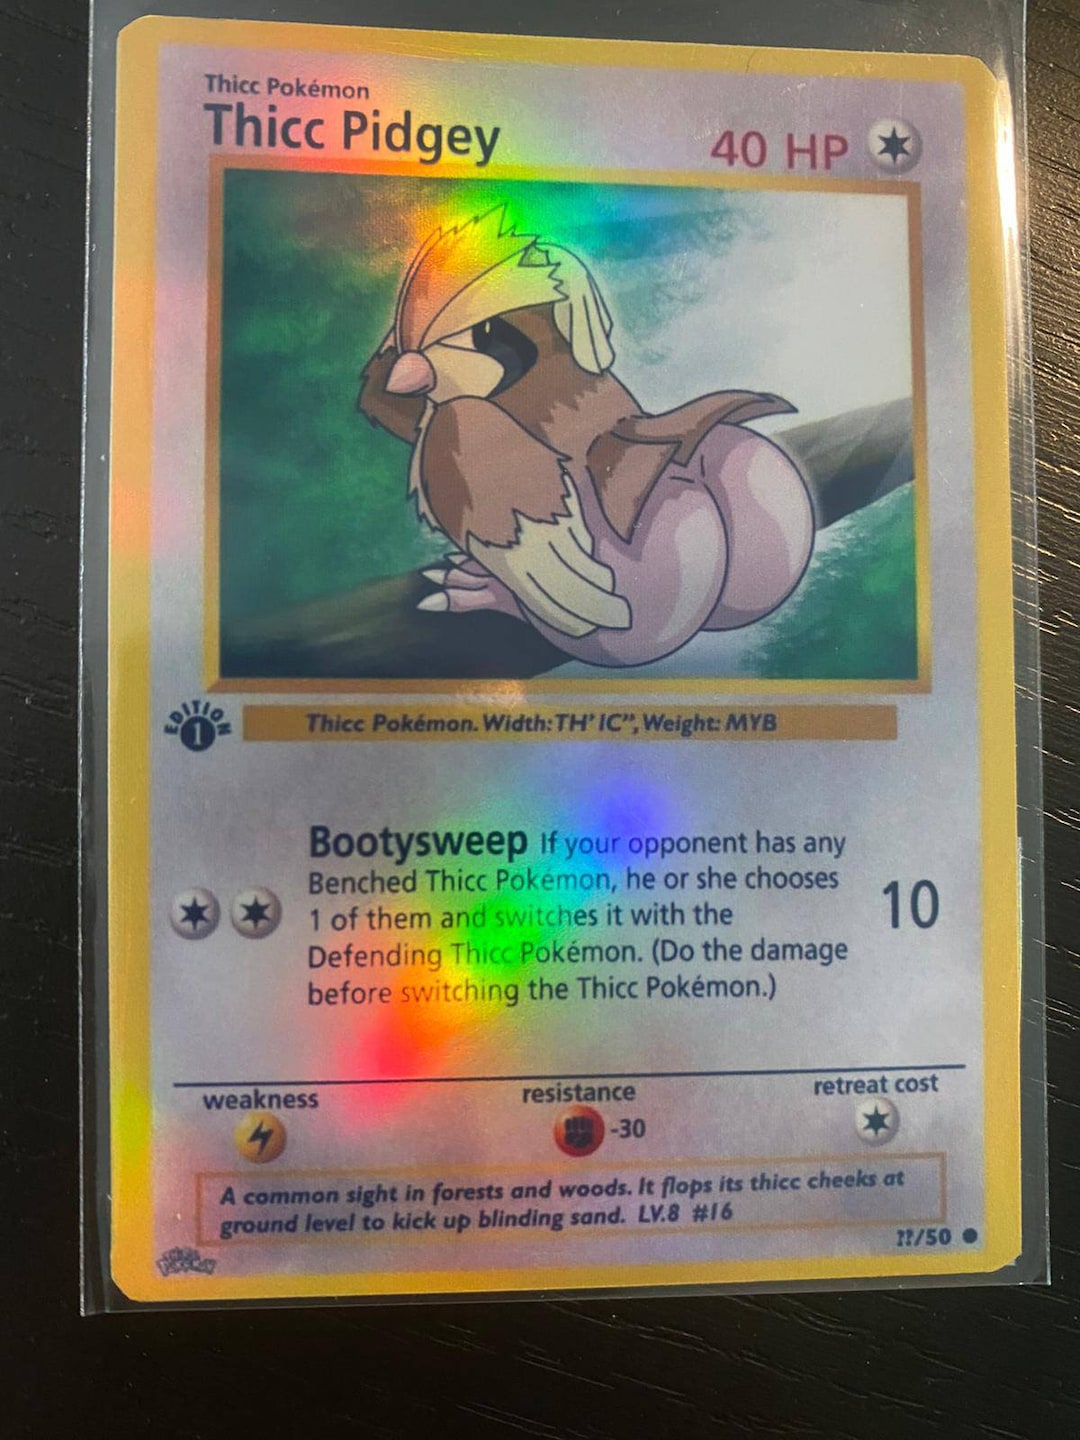 Thicc Pokémon
Thicc Pidgey
40 HP
EDITION
1
Thicc Pokémon. Width: TH' IC", Weight: MYB
Bootysweep If your opponent has any
Benched Thicc Pokémon, he or she chooses
1 of them and switches it with the
Defending Thicc Pokémon. (Do the damage
before switching the Thicc Pokémon.)
10
weakness
resistance
retreat cost
-30
A common sight in forests and woods. It flops its thicc cheeks at
ground level to kick up blinding sand. LV.8 #16
??/50